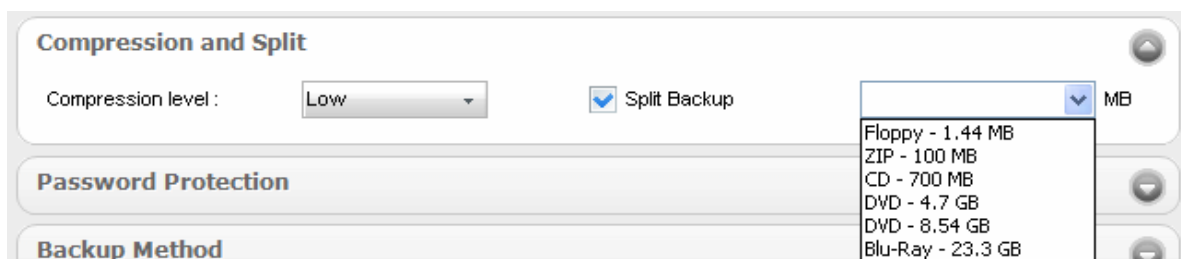 Compression and Split
Compression level : Low Split Backup MB
Floppy - 1.44 MB
ZIP - 100 MB
CD - 700 MB
DVD - 4.7 GB
DVD - 8.54 GB
Blu-Ray - 23.3 GB
Password Protection
Backup Method